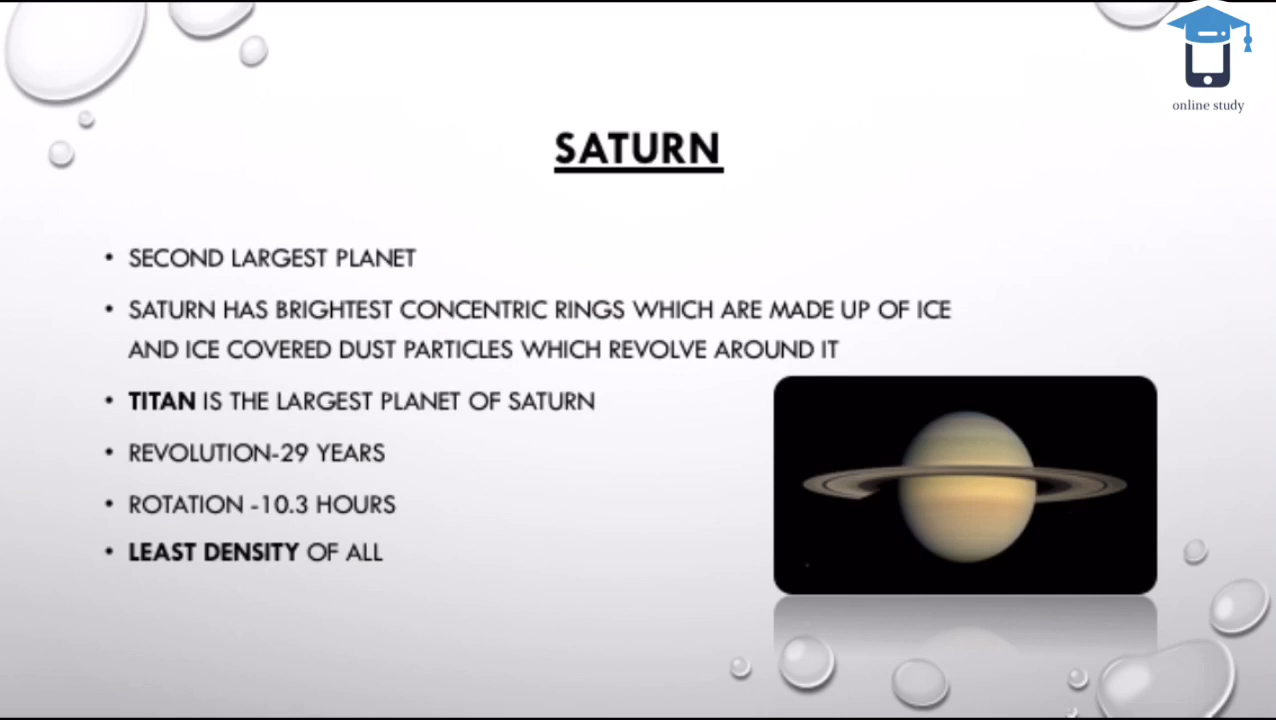 online study
SATURN
• SECOND LARGEST PLANET
• SATURN HAS BRIGHTEST CONCENTRIC RINGS WHICH ARE MADE UP OF ICE
AND ICE COVERED DUST PARTICLES WHICH REVOLVE AROUND IT
• TITAN IS THE LARGEST PLANET OF SATURN
• REVOLUTION-29 YEARS
• ROTATION -10.3 HOURS
• LEAST DENSITY OF ALL